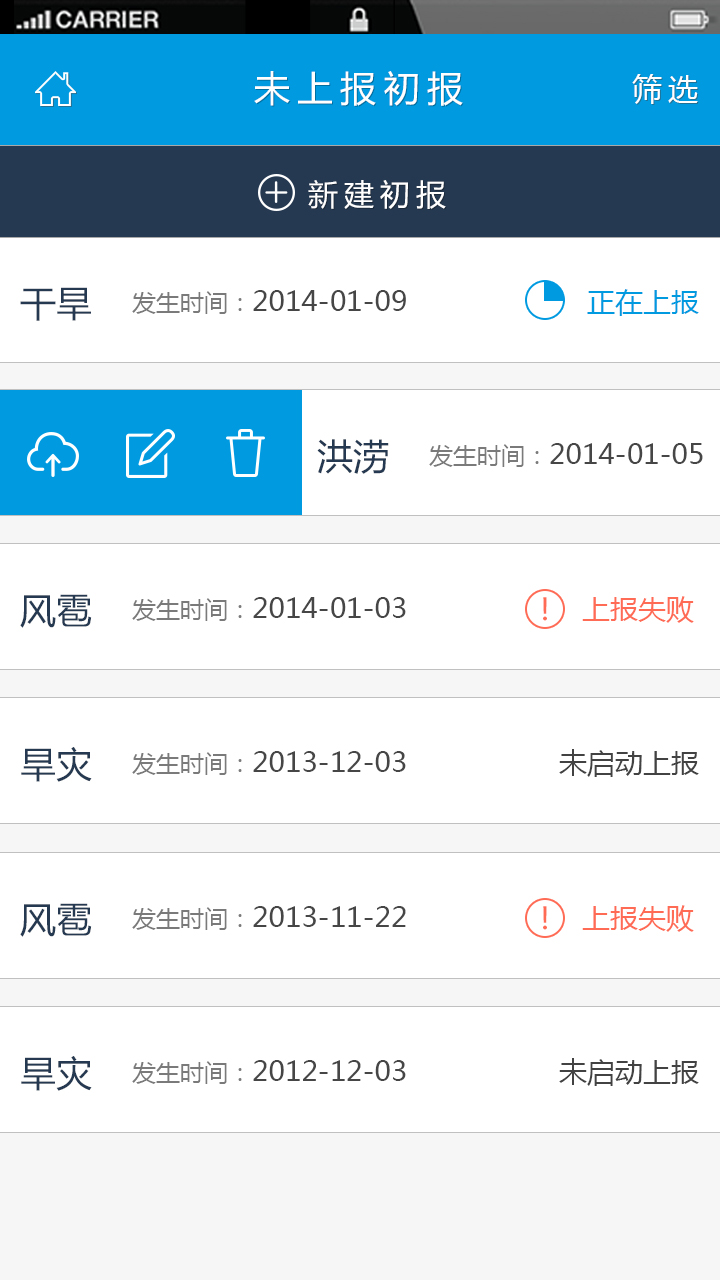 CARRIER
未上报初报 筛选
新建初报
干旱 发生时间：2014-01-09 正在上报
洪涝 发生时间：2014-01-05
风雹 发生时间：2014-01-03 上报失败
旱灾 发生时间：2013-12-03 未启动上报
风雹 发生时间：2013-11-22 上报失败
旱灾 发生时间：2012-12-03 未启动上报